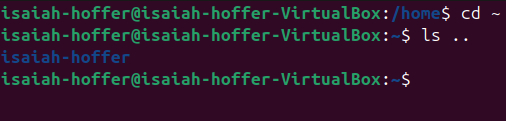 isaiah-hoffer@isaiah-hoffer-VirtualBox:/home$ cd ~
isaiah-hoffer@isaiah-hoffer-VirtualBox:~$ ls ..
isaiah-hoffer
isaiah-hoffer@isaiah-hoffer-VirtualBox:~$